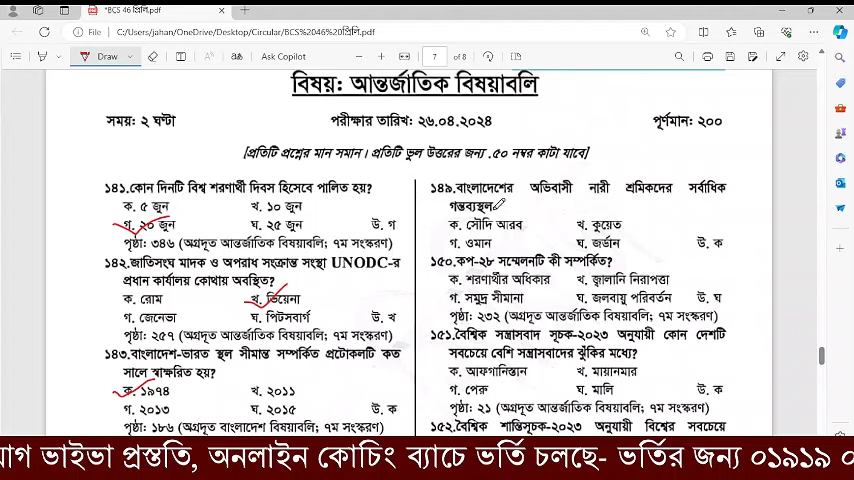 *BCS 46 প্রিলি.pdf
File
C:/Users/jahan/OneDrive/Desktop/Circular/BCS%2046%20প্রিলি.pdf
Draw
Ask Copilot
7
of 8
বিষয়: আন্তর্জাতিক বিষয়াবলি
সময়: ২ ঘণ্টা পরীক্ষার তারিখ: ২৬.০৪.২০২৪ পূর্ণমান: ২০০
[প্রতিটি প্রশ্নের মান সমান। প্রতিটি ভুল উত্তরের জন্য .৫০ নম্বর কাটা যাবে]
১৪১.কোন দিনটি বিশ্ব শরণার্থী দিবস হিসেবে পালিত হয়?
ক. ৫ জুন খ. ১০ জুন
গ. ২০ জুন ঘ. ২৫ জুন উ. গ
পৃষ্ঠা: ৩৪৬ (অগ্রদূত আন্তর্জাতিক বিষয়াবলি; ৭ম সংস্করণ)
১৪২.জাতিসংঘ মাদক ও অপরাধ সংক্রান্ত সংস্থা UNODC-র
প্রধান কার্যালয় কোথায় অবস্থিত?
ক. রোম খ. ভিয়েনা
গ. জেনেভা ঘ. পিটসবার্গ উ. খ
পৃষ্ঠা: ২৫৭ (অগ্রদূত আন্তর্জাতিক বিষয়াবলি; ৭ম সংস্করণ)
১৪৩.বাংলাদেশ-ভারত স্থল সীমান্ত সম্পর্কিত প্রটোকলটি কত
সালে স্বাক্ষরিত হয়?
ক. ১৯৭৪ খ. ২০১১
গ. ২০১৩ ঘ. ২০১৫ উ. ক
পৃষ্ঠা: ১৮৬ (অগ্রদূত বাংলাদেশ বিষয়াবলি; ৭ম সংস্করণ)
১৪৯.বাংলাদেশের অভিবাসী নারী শ্রমিকদের সর্বাধিক
গন্তব্যস্থল
ক. সৌদি আরব খ. কুয়েত
গ. ওমান ঘ. জর্ডান উ. ক
১৫০.কপ-২৮ সম্মেলনটি কী সম্পর্কিত?
ক. শরণার্থীর অধিকার খ. জ্বালানি নিরাপত্তা
গ. সমুদ্র সীমানা ঘ. জলবায়ু পরিবর্তন উ. ঘ
পৃষ্ঠা: ২৩২ (অগ্রদূত আন্তর্জাতিক বিষয়াবলি; ৭ম সংস্করণ)
১৫১.বৈশ্বিক সন্ত্রাসবাদ সূচক-২০২৩ অনুযায়ী কোন দেশটি
সবচেয়ে বেশি সন্ত্রাসবাদের ঝুঁকির মধ্যে?
ক. আফগানিস্তান খ. মায়ানমার
গ. পেরু ঘ. মালি উ. ক
পৃষ্ঠা: ২১ (অগ্রদূত আন্তর্জাতিক বিষয়াবলি; ৭ম সংস্করণ)
১৫২.বৈশ্বিক শান্তিসূচক-২০২৩ অনুযায়ী বিশ্বের সবচেয়ে
ভাইভা প্রস্ততি, অনলাইন কোচিং ব্যাচে ভর্তি চলছে- ভর্তির জন্য ০১৯১৯